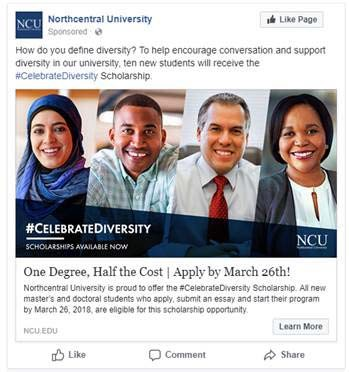 NCU
Northcentral University
Sponsored
Like Page
How do you define diversity? To help encourage conversation and support
diversity in our university, ten new students will receive the
#CelebrateDiversity Scholarship.
#CELEBRATEDIVERSITY
SCHOLARSHIPS AVAILABLE NOW
NCU
One Degree, Half the Cost | Apply by March 26th!
Northcentral University is proud to offer the #CelebrateDiversity Scholarship. All new
master's and doctoral students who apply, submit an essay and start their program
by March 26, 2018, are eligible for this scholarship opportunity.
NCU.EDU
Learn More
Like
Comment
Share